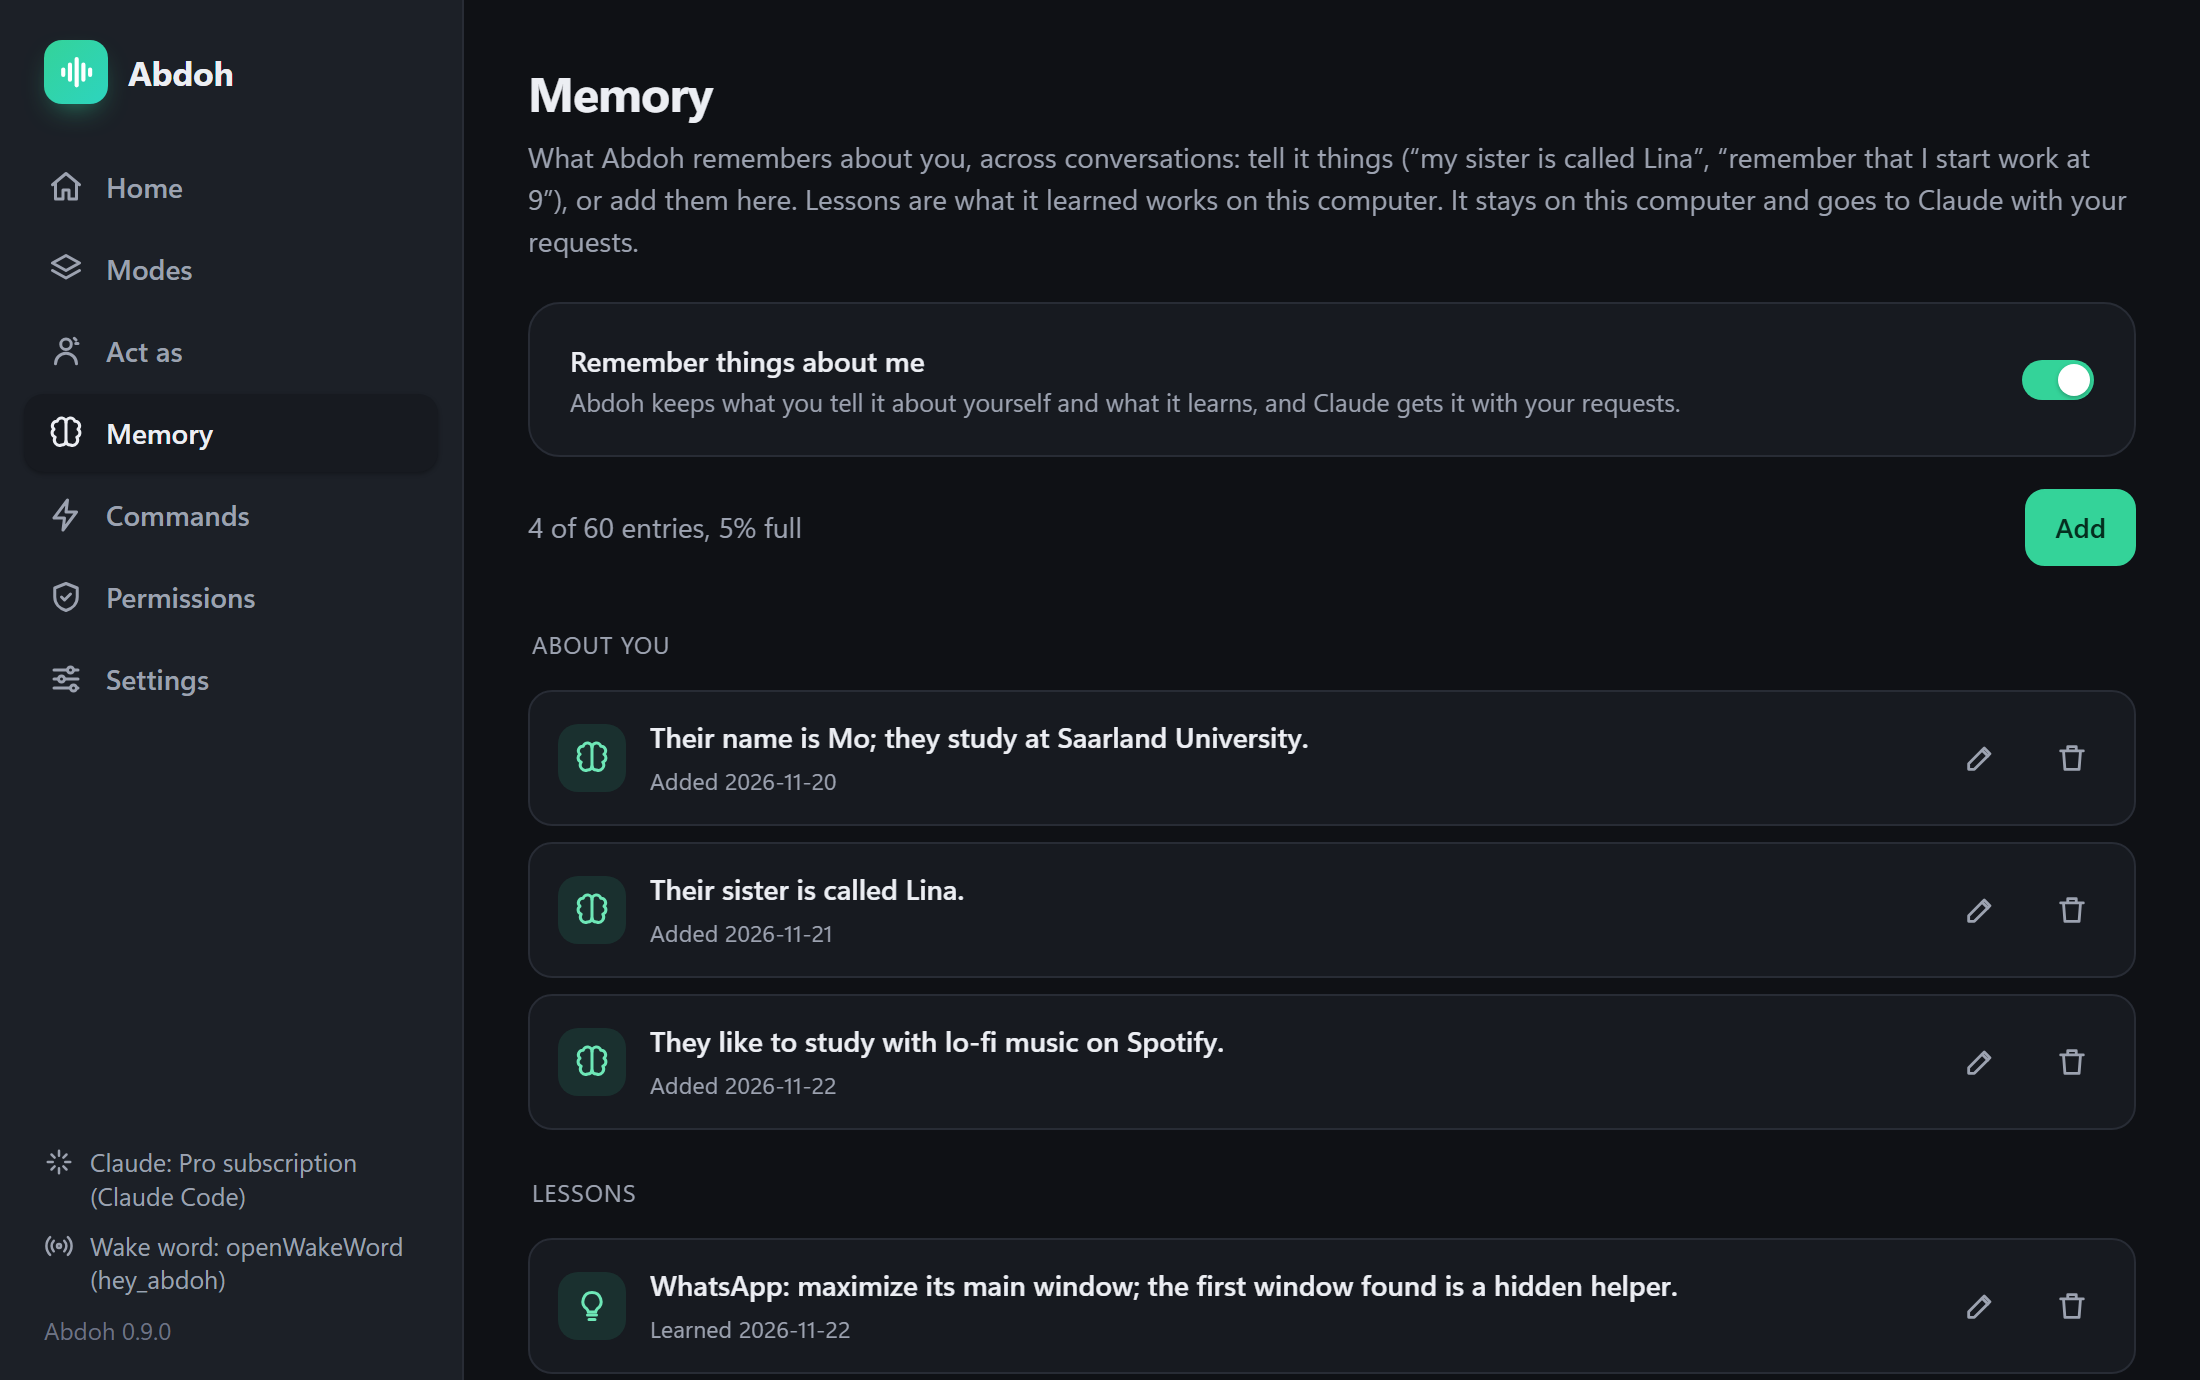 Abdoh
Home
Modes
Act as
Memory
Commands
Permissions
Settings
Claude: Pro subscription
(Claude Code)
Wake word: openWakeWord
(hey_abdoh)
Abdoh 0.9.0
Memory
What Abdoh remembers about you, across conversations: tell it things (“my sister is called Lina”, “remember that I start work at
9”), or add them here. Lessons are what it learned works on this computer. It stays on this computer and goes to Claude with your
requests.
Remember things about me
Abdoh keeps what you tell it about yourself and what it learns, and Claude gets it with your requests.
4 of 60 entries, 5% full
Add
ABOUT YOU
Their name is Mo; they study at Saarland University.
Added 2026-11-20
Their sister is called Lina.
Added 2026-11-21
They like to study with lo-fi music on Spotify.
Added 2026-11-22
LESSONS
WhatsApp: maximize its main window; the first window found is a hidden helper.
Learned 2026-11-22